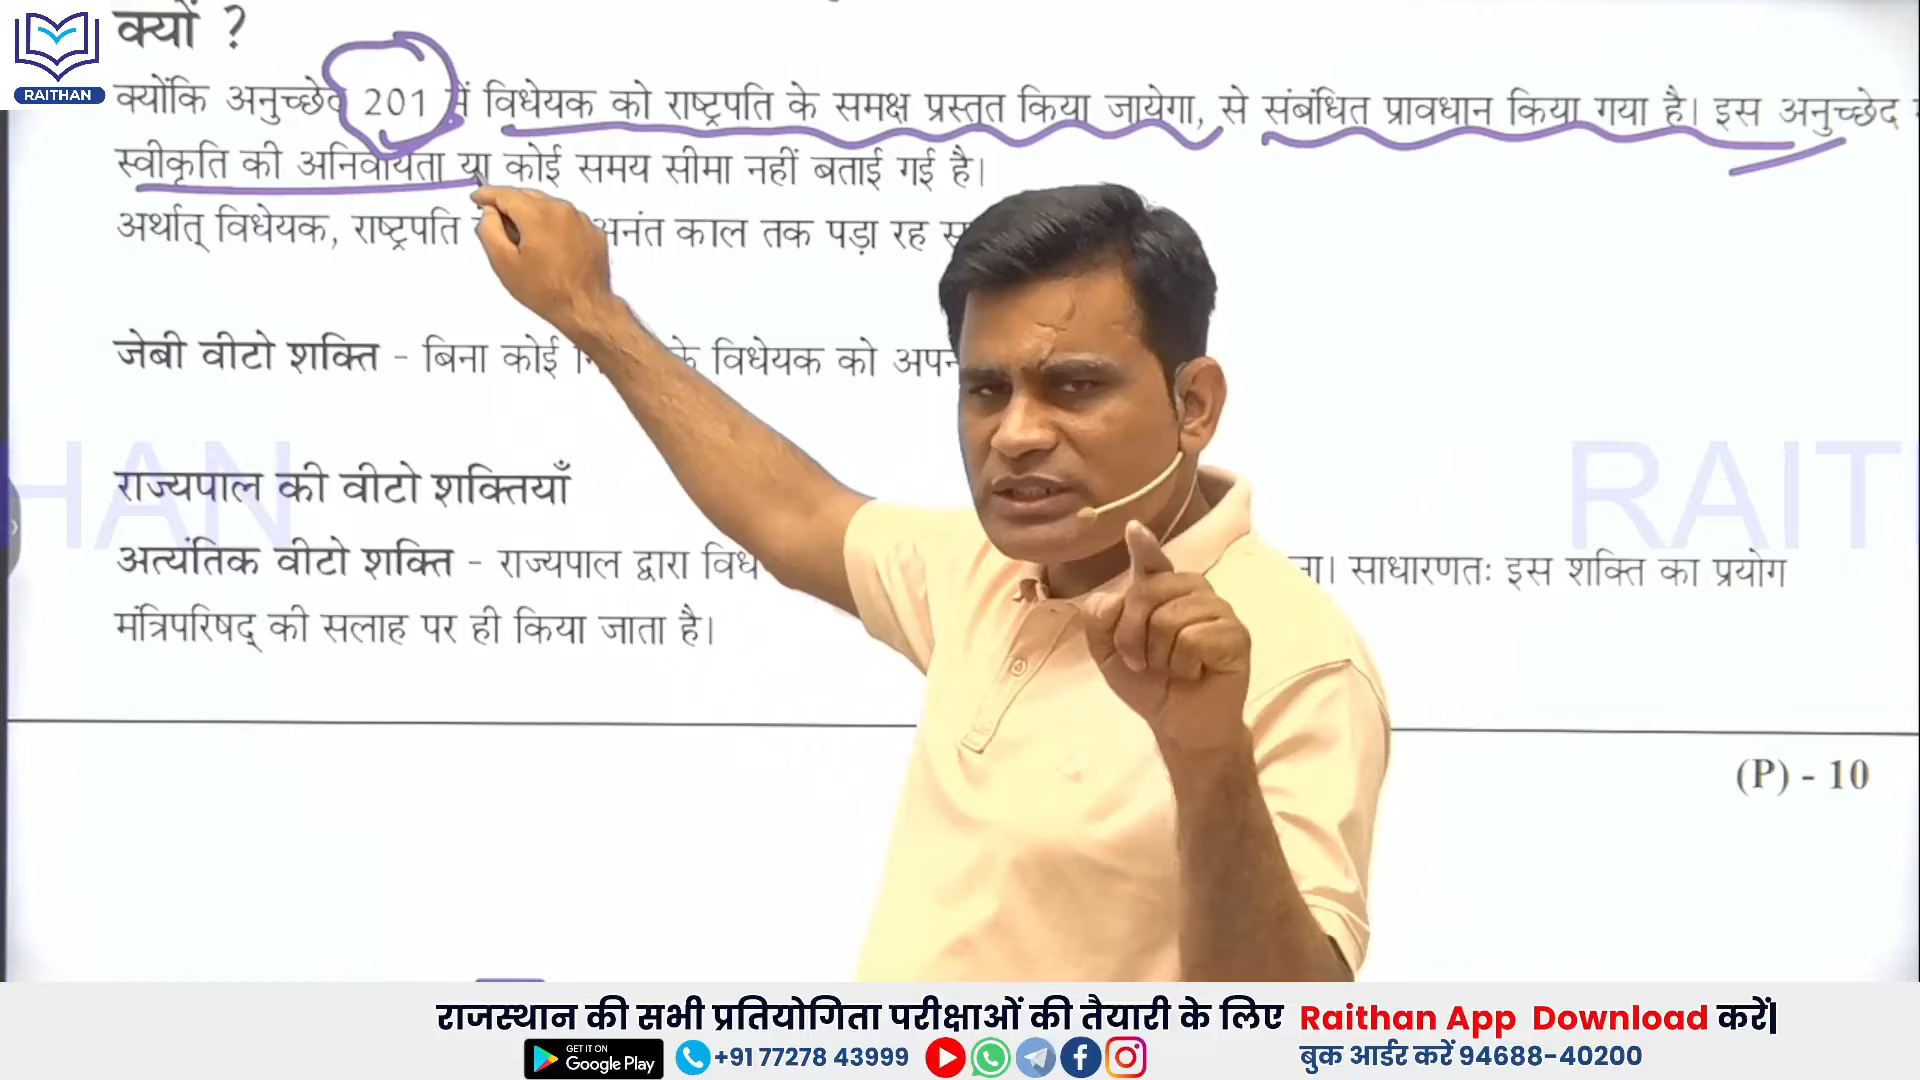 क्यों ?
RAITHAN
क्योंकि अनुच्छेद 201 में विधेयक को राष्ट्रपति के समक्ष प्रस्तुत किया जायेगा, से संबंधित प्रावधान किया गया है। इस अनुच्छेद
स्वीकृति की अनिवार्यता या कोई समय सीमा नहीं बताई गई है।
अर्थात् विधेयक, राष्ट्रपति अनंत काल तक पड़ा रह
जेबी वीटो शक्ति - बिना कोई के विधेयक को
HAN RAIT
राज्यपाल की वीटो शक्तियाँ
अत्यंतिक वीटो शक्ति - राज्यपाल द्वारा साधारणतः इस शक्ति का प्रयोग
मंत्रिपरिषद् की सलाह पर ही किया जाता है।
(P) - 10
राजस्थान की सभी प्रतियोगिता परीक्षाओं की तैयारी के लिए Raithan App Download करें|
GET IT ON
Google Play +91 77278 43999 बुक आर्डर करें 94688-40200